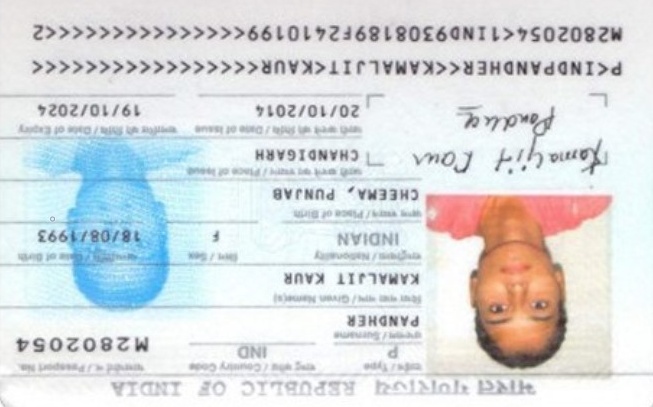 भारत गणराज्य REPUBLIC OF INDIA
टाईप / Type राष्ट्र कोड / Country Code पासपोर्ट नं. / Passport No.
P IND M2802054
उपनाम / Surname
PANDHER
दिया गया नाम / Given Name(s)
KAMALJIT KAUR
राष्ट्रीयता / Nationality लिंग / Sex जन्मतिथि / Date of Birth
INDIAN F 18/08/1993
जन्म स्थान / Place of Birth
CHEEMA, PUNJAB
जारी करने का स्थान / Place of Issue
CHANDIGARH
Kamaljit Kaur
Pandher
जारी करने की तिथि / Date of Issue समाप्ति की तिथि / Date of Expiry
20/10/2014 19/10/2024
P<INDPANDHER<<KAMALJIT<KAUR<<<<<<<<<<<<<<<<<
M2802054<1IND9308189F2410199<<<<<<<<<<<<<<<2